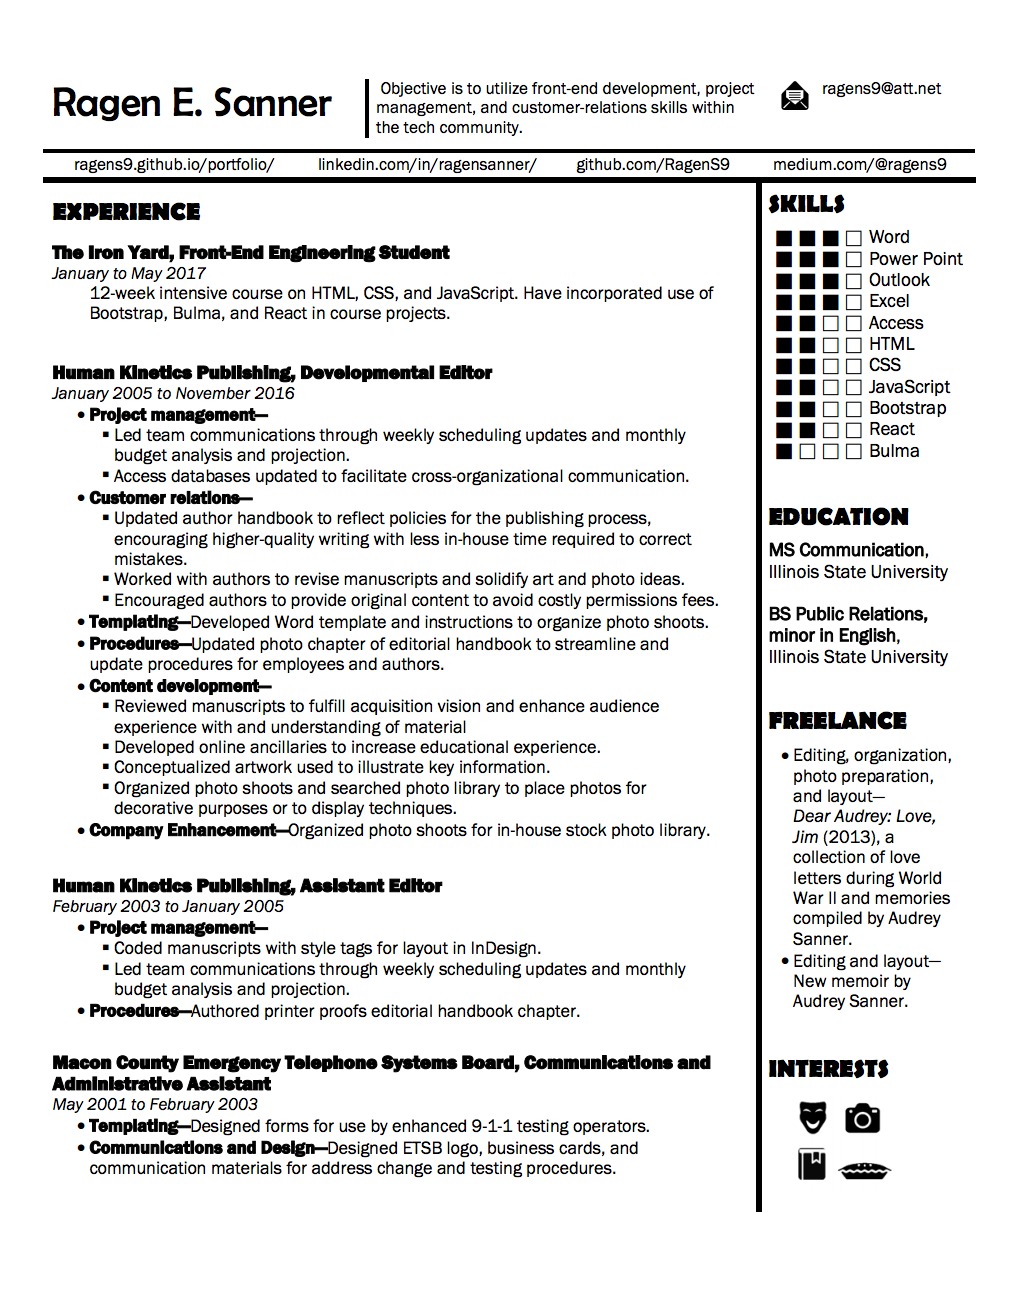 Ragen E. Sanner
Objective is to utilize front-end development, project
management, and customer-relations skills within
the tech community.
ragens9@att.net
ragens9.github.io/portfolio/ linkedin.com/in/ragensanner/ github.com/RagenS9 medium.com/@ragens9
EXPERIENCE
The Iron Yard, Front-End Engineering Student
January to May 2017
12-week intensive course on HTML, CSS, and JavaScript. Have incorporated use of
Bootstrap, Bulma, and React in course projects.
Human Kinetics Publishing, Developmental Editor
January 2005 to November 2016
• Project management—
▪ Led team communications through weekly scheduling updates and monthly
budget analysis and projection.
▪ Access databases updated to facilitate cross-organizational communication.
• Customer relations—
▪ Updated author handbook to reflect policies for the publishing process,
encouraging higher-quality writing with less in-house time required to correct
mistakes.
▪ Worked with authors to revise manuscripts and solidify art and photo ideas.
▪ Encouraged authors to provide original content to avoid costly permissions fees.
• Templating—Developed Word template and instructions to organize photo shoots.
• Procedures—Updated photo chapter of editorial handbook to streamline and
update procedures for employees and authors.
• Content development—
▪ Reviewed manuscripts to fulfill acquisition vision and enhance audience
experience with and understanding of material
▪ Developed online ancillaries to increase educational experience.
▪ Conceptualized artwork used to illustrate key information.
▪ Organized photo shoots and searched photo library to place photos for
decorative purposes or to display techniques.
• Company Enhancement—Organized photo shoots for in-house stock photo library.
Human Kinetics Publishing, Assistant Editor
February 2003 to January 2005
• Project management—
▪ Coded manuscripts with style tags for layout in InDesign.
▪ Led team communications through weekly scheduling updates and monthly
budget analysis and projection.
• Procedures—Authored printer proofs editorial handbook chapter.
Macon County Emergency Telephone Systems Board, Communications and
Administrative Assistant
May 2001 to February 2003
• Templating—Designed forms for use by enhanced 9-1-1 testing operators.
• Communications and Design—Designed ETSB logo, business cards, and
communication materials for address change and testing procedures.
SKILLS
■ ■ ■ □ Word
■ ■ ■ □ Power Point
■ ■ ■ □ Outlook
■ ■ ■ □ Excel
■ ■ □ □ Access
■ ■ □ □ HTML
■ ■ □ □ CSS
■ ■ □ □ JavaScript
■ ■ □ □ Bootstrap
■ ■ □ □ React
■ □ □ □ Bulma
EDUCATION
MS Communication,
Illinois State University
BS Public Relations,
minor in English,
Illinois State University
FREELANCE
• Editing, organization,
photo preparation,
and layout—
Dear Audrey: Love,
Jim (2013), a
collection of love
letters during World
War II and memories
compiled by Audrey
Sanner.
• Editing and layout—
New memoir by
Audrey Sanner.
INTERESTS